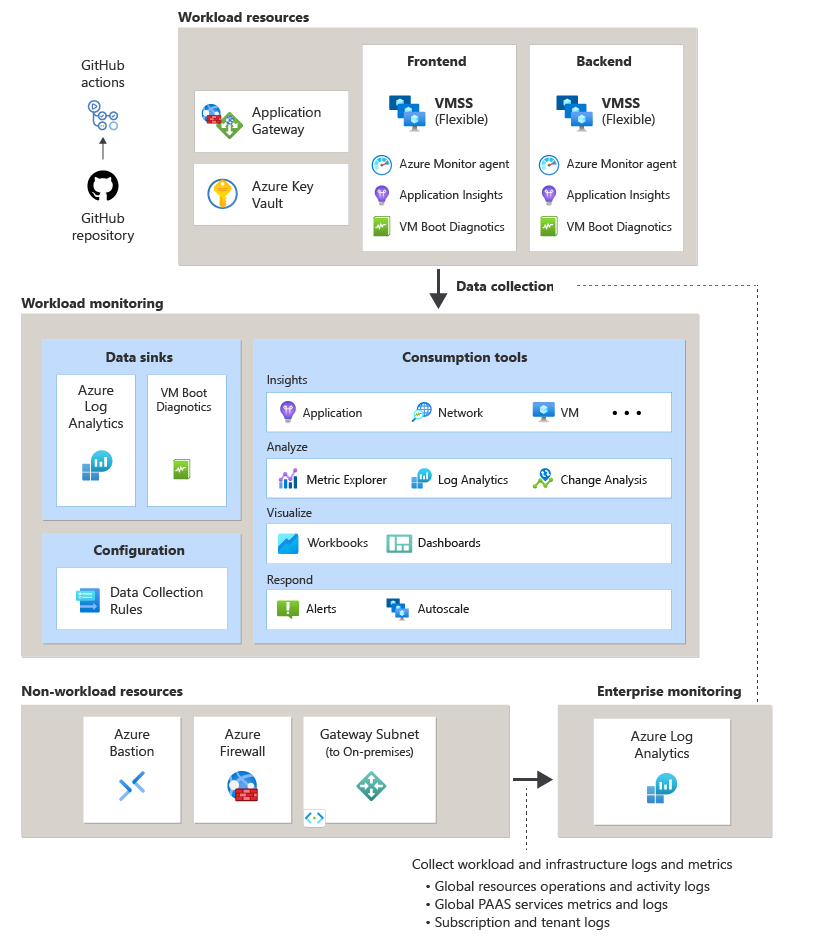 Workload resources
GitHub
actions
GitHub
repository
Application
Gateway
Azure Key
Vault
Frontend
VMSS
(Flexible)
Azure Monitor agent
Application Insights
VM Boot Diagnostics
Backend
VMSS
(Flexible)
Azure Monitor agent
Application Insights
VM Boot Diagnostics
Data collection
Workload monitoring
Data sinks
Azure
Log
Analytics
VM Boot
Diagnotics
Configuration
Data Collection
Rules
Consumption tools
Insights
Application
Network
VM
• • •
Analyze
Metric Explorer
Log Analytics
Change Analysis
Visualize
Workbooks
Dashboards
Respond
Alerts
Autoscale
Non-workload resources
Azure
Bastion
Azure
Firewall
Gateway Subnet
(to On-premises)
Enterprise monitoring
Azure Log
Analytics
Collect workload and infrastructure logs and metrics
• Global resources operations and activity logs
• Global PAAS services metrics and logs
• Subscription and tenant logs